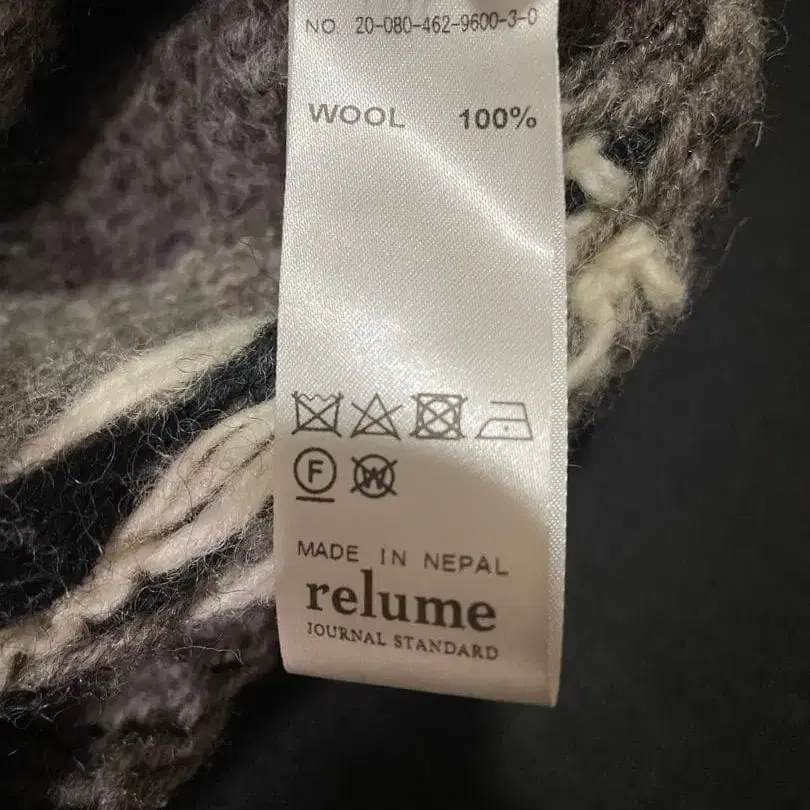 NO. 20-080-462-9600-3-0
WOOL 100%
F W
MADE IN NEPAL
relume
JOURNAL STANDARD